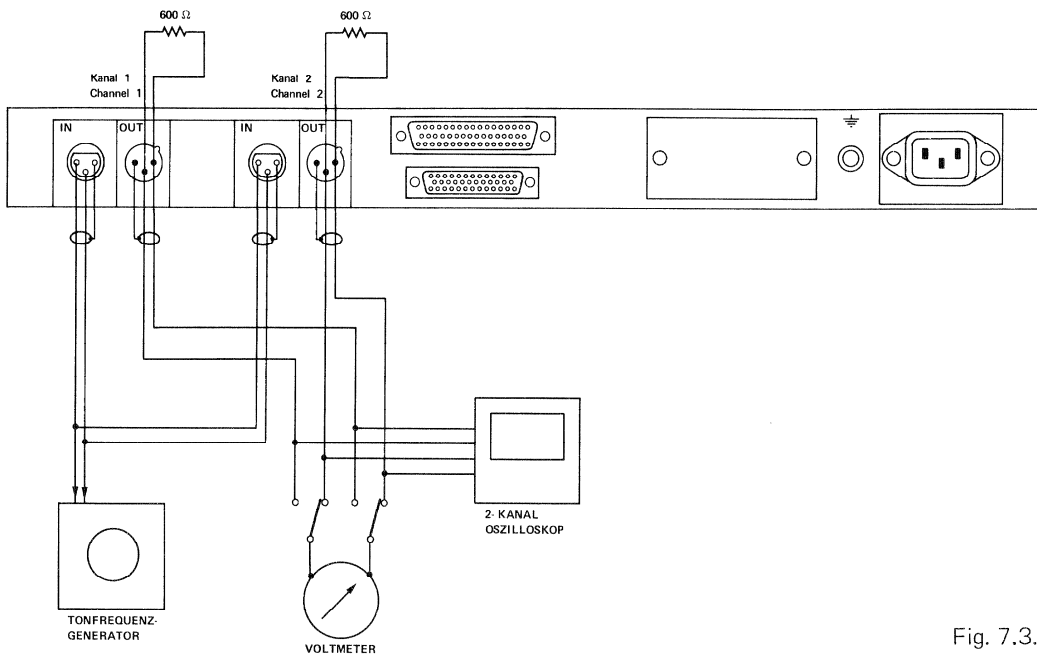 600 Ω
600 Ω
Kanal 1
Channel 1
Kanal 2
Channel 2
IN
OUT
IN
OUT
2- KANAL
OSZILLOSKOP
TONFREQUENZ-
GENERATOR
VOLTMETER
Fig. 7.3.